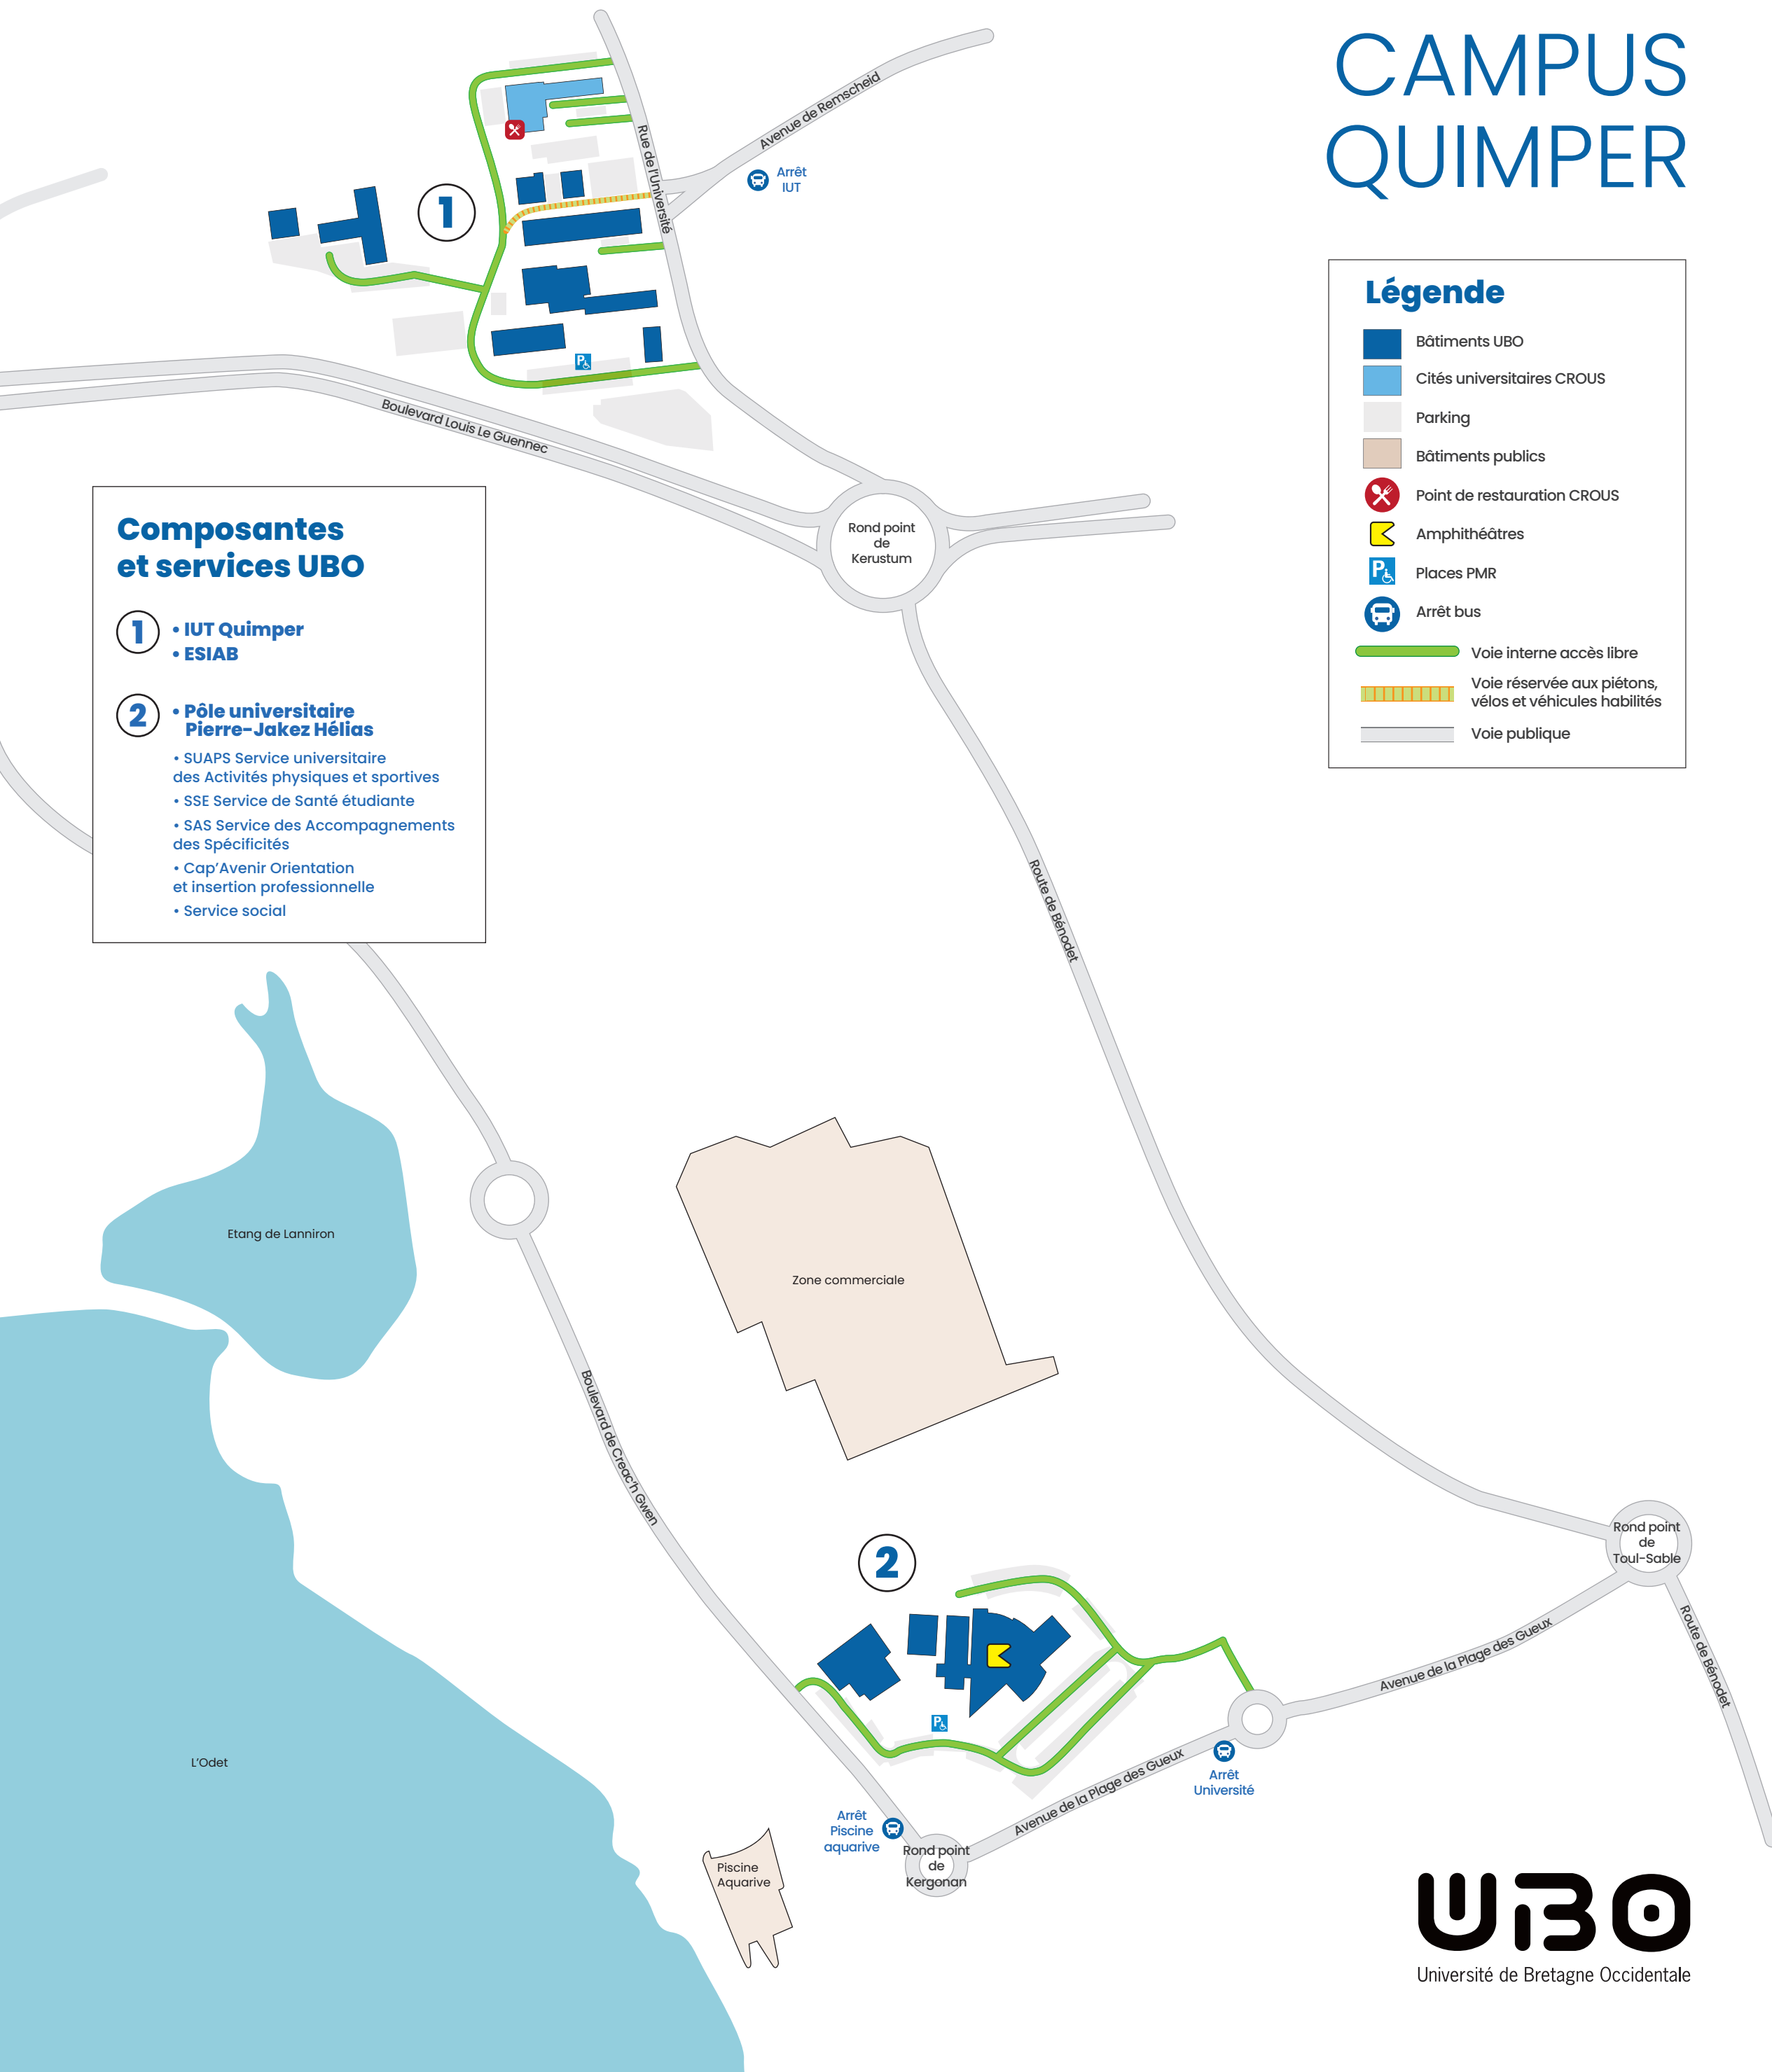 CAMPUS
QUIMPER
Légende
Bâtiments UBO
Cités universitaires CROUS
Parking
Bâtiments publics
Point de restauration CROUS
Amphithéâtres
Places PMR
Arrêt bus
Voie interne accès libre
Voie réservée aux piétons,
vélos et véhicules habilités
Voie publique
Avenue de Remscheid
Rue de l'Université
Arrêt
IUT
1
P
Boulevard Louis Le Guennec
Rond point
de
Kerustum
Composantes
et services UBO
1
• IUT Quimper
• ESIAB
2
• Pôle universitaire
Pierre-Jakez Hélias
• SUAPS Service universitaire
des Activités physiques et sportives
• SSE Service de Santé étudiante
• SAS Service des Accompagnements
des Spécificités
• Cap'Avenir Orientation
et insertion professionnelle
• Service social
Route de Bénodet
Etang de Lanniron
Zone commerciale
Boulevard de Creac'h Gwen
2
P
Rond point
de
Toul-Sable
Route de Bénodet
Avenue de la Plage des Gueux
Avenue de la Plage des Gueux
Arrêt
Université
L'Odet
Arrêt
Piscine
aquarive
Rond point
de
Kergonan
Piscine
Aquarive
UBO
Université de Bretagne Occidentale